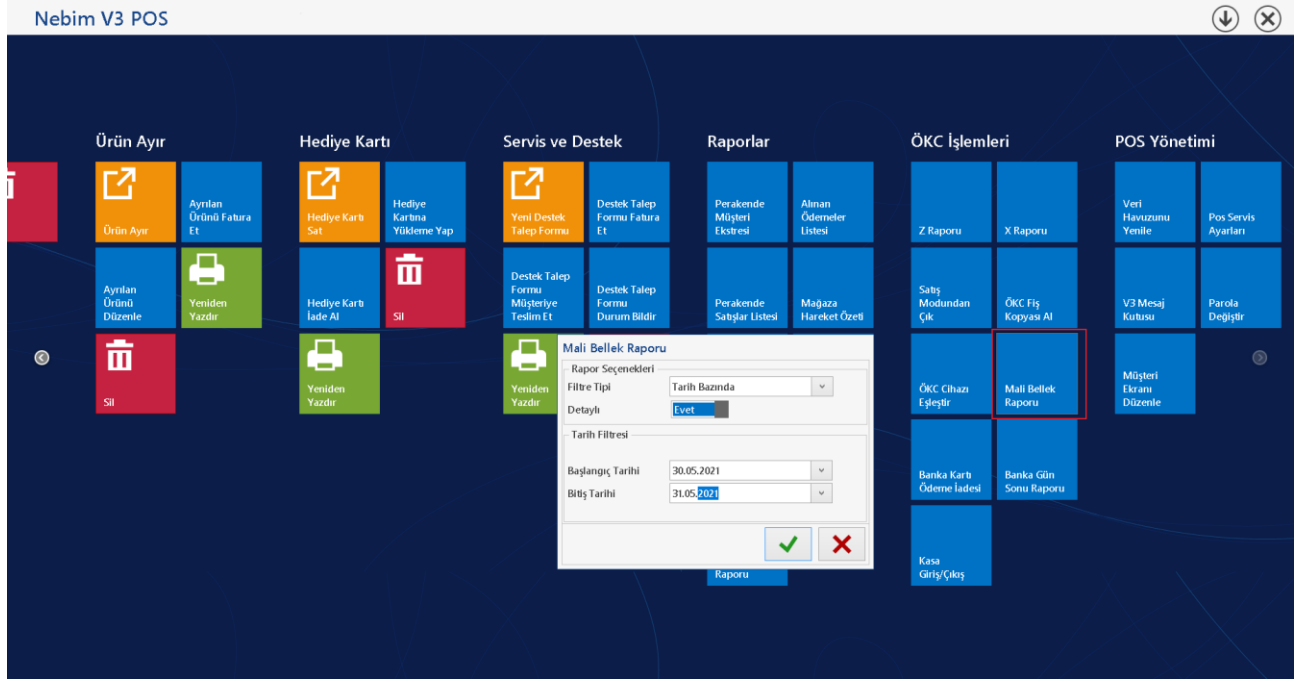 Nebim V3 POS
Ürün Ayır
Ürün Ayır
Ayrılan
Ürünü Fatura
Et
Ayrılan
Ürünü
Düzenle
Yeniden
Yazdır
Sil
Hediye Kartı
Hediye Kartı
Sat
Hediye
Kartına
Yükleme Yap
Hediye Kartı
İade Al
Sil
Yeniden
Yazdır
Servis ve Destek
Yeni Destek
Talep Formu
Destek Talep
Formu Fatura
Et
Destek Talep
Formu
Müşteriye
Teslim Et
Destek Talep
Formu
Durum Bildir
Yeniden
Yazdır
Raporlar
Perakende
Müşteri
Ekstresi
Alınan
Ödemeler
Listesi
Perakende
Satışlar Listesi
Mağaza
Hareket Özeti
Raporu
Mali Bellek Raporu
Rapor Seçenekleri
Filtre Tipi
Tarih Bazında
Detaylı
Evet
Tarih Filtresi
Başlangıç Tarihi
30.05.2021
Bitiş Tarihi
31.05.2021
ÖKC İşlemleri
Z Raporu
X Raporu
Satış
Modundan
Çık
ÖKC Fiş
Kopyası Al
ÖKC Cihazı
Eşleştir
Mali Bellek
Raporu
Banka Kartı
Ödeme İadesi
Banka Gün
Sonu Raporu
Kasa
Giriş/Çıkış
POS Yönetimi
Veri
Havuzunu
Yenile
Pos Servis
Ayarları
V3 Mesaj
Kutusu
Parola
Değiştir
Müşteri
Ekranı
Düzenle